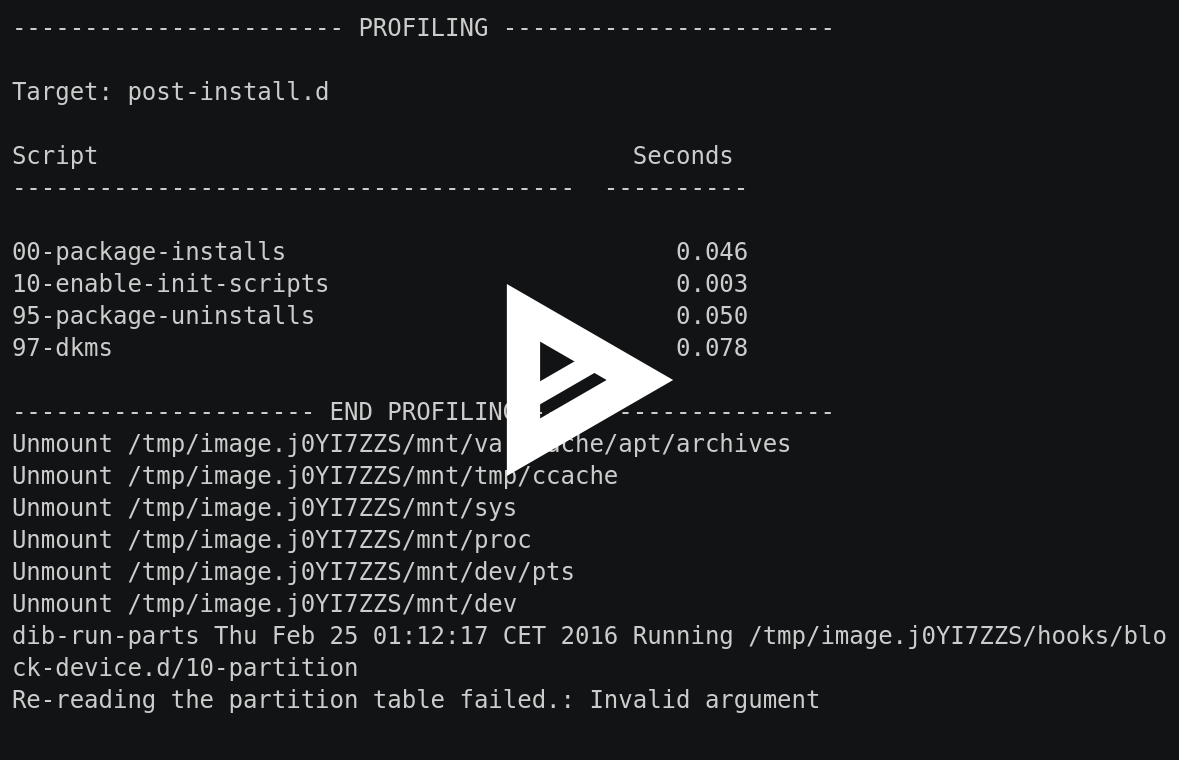 ----------------------- PROFILING -----------------------
Target: post-install.d
Script                                     Seconds
---------------------------------------  ----------
00-package-installs                           0.046
10-enable-init-scripts                        0.003
95-package-uninstalls                         0.050
97-dkms                                       0.078
--------------------- END PROFILING ---------------------
Unmount /tmp/image.j0YI7ZZS/mnt/va che/apt/archives
Unmount /tmp/image.j0YI7ZZS/mnt/tmp/ccache
Unmount /tmp/image.j0YI7ZZS/mnt/sys
Unmount /tmp/image.j0YI7ZZS/mnt/proc
Unmount /tmp/image.j0YI7ZZS/mnt/dev/pts
Unmount /tmp/image.j0YI7ZZS/mnt/dev
dib-run-parts Thu Feb 25 01:12:17 CET 2016 Running /tmp/image.j0YI7ZZS/hooks/blo
ck-device.d/10-partition
Re-reading the partition table failed.: Invalid argument